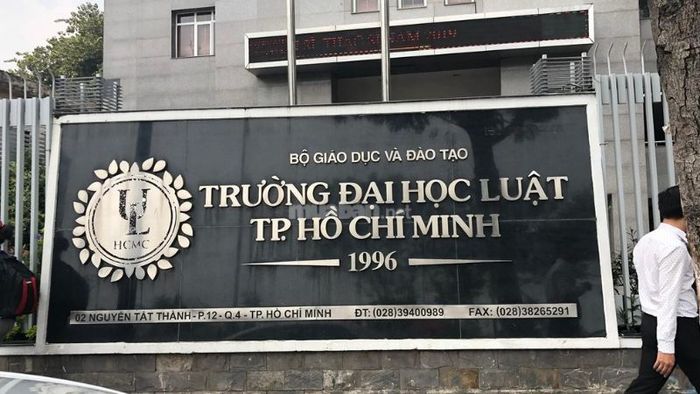 BỘ GIÁO DỤC VÀ ĐÀO TẠO
TRƯỜNG ĐẠI HỌC LUẬT
TP. HỒ CHÍ MINH
1996
UL
HCMC
02 NGUYỄN TẤT THÀNH - P.12 - Q.4 - TP. HỒ CHÍ MINH ĐT: (028)39400989 FAX: (028)38265291